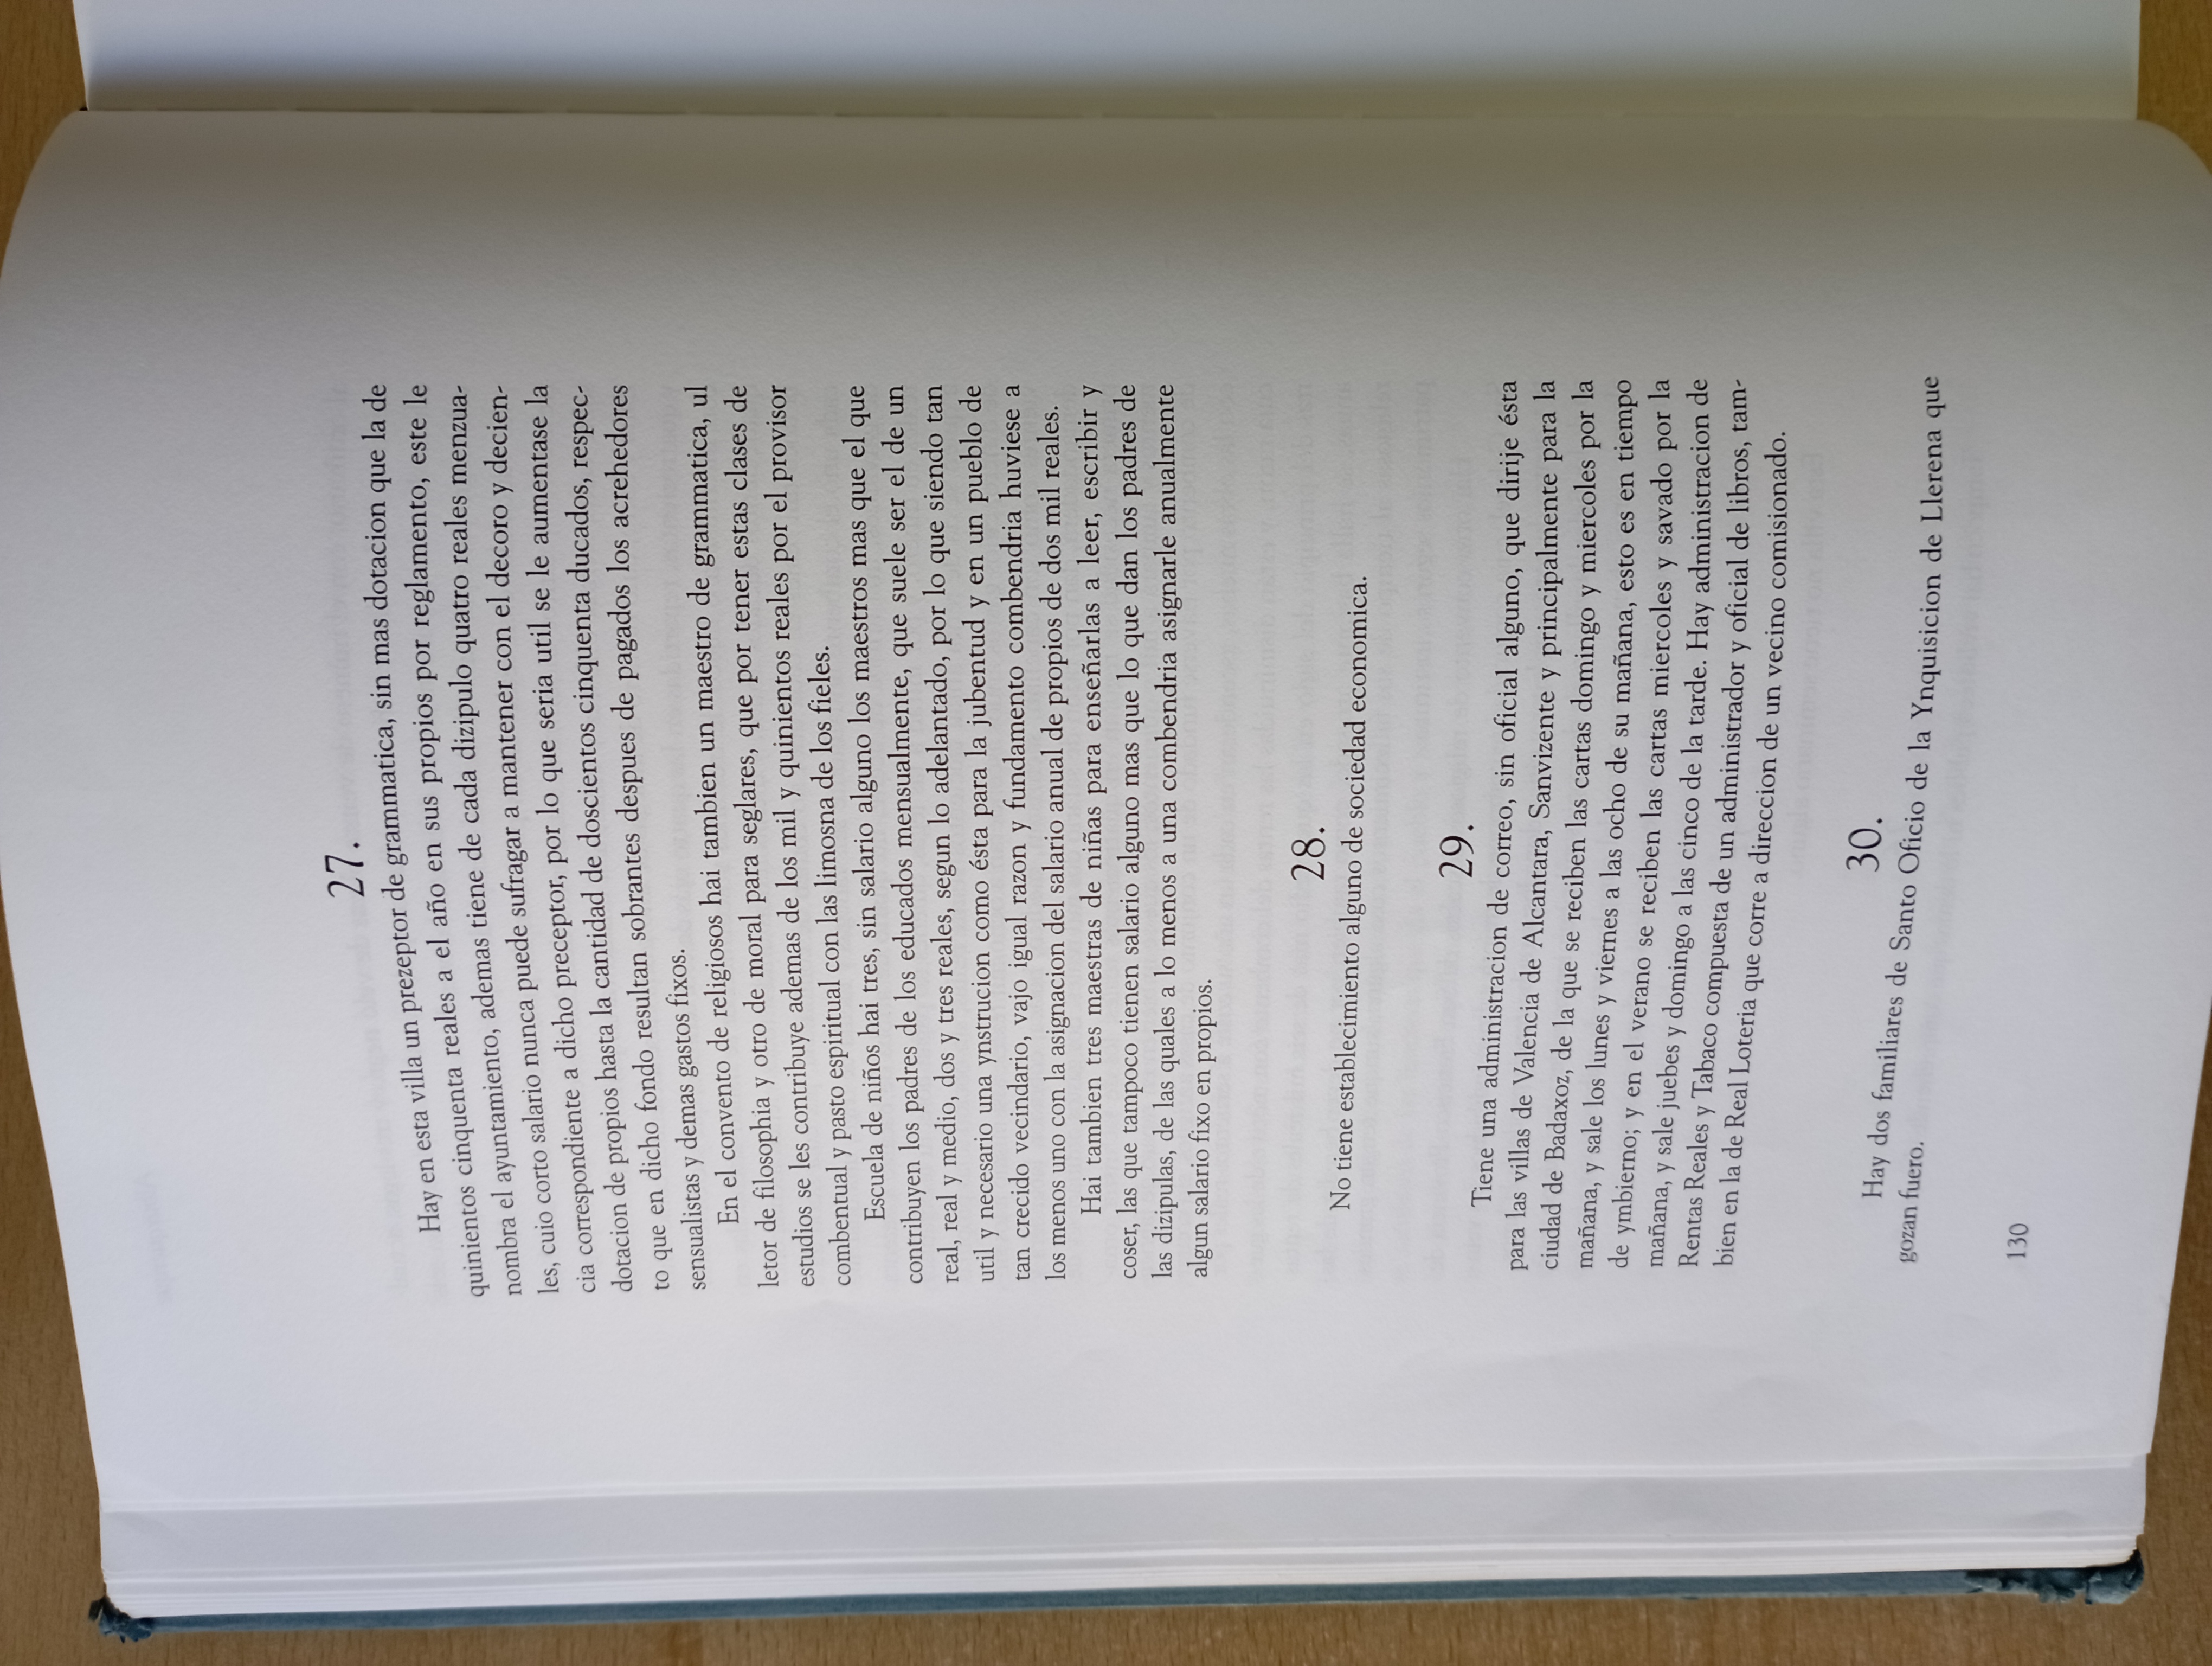 27.
Hay en esta villa un prezeptor de grammatica, sin mas dotacion que la de
quinientos cinquenta reales a el año en sus propios por reglamento, este le
nombra el ayuntamiento, ademas tiene de cada dizipulo quatro reales menzua-
les, cuio corto salario nunca puede sufragar a mantener con el decoro y decien-
cia correspondiente a dicho preceptor, por lo que seria util se le aumentase la
dotacion de propios hasta la cantidad de doscientos cinquenta ducados, respec-
to que en dicho fondo resultan sobrantes despues de pagados los acrehedores
sensualistas y demas gastos fixos.
En el convento de religiosos hai tambien un maestro de grammatica, ul
letor de filosophia y otro de moral para seglares, que por tener estas clases de
estudios se les contribuye ademas de los mil y quinientos reales por el provisor
combentual y pasto espiritual con las limosna de los fieles.
Escuela de niños hai tres, sin salario alguno los maestros mas que el que
contribuyen los padres de los educados mensualmente, que suele ser el de un
real, real y medio, dos y tres reales, segun lo adelantado, por lo que siendo tan
util y necesario una ynstrucion como ésta para la jubentud y en un pueblo de
tan crecido vecindario, vajo igual razon y fundamento combendria huviese a
los menos uno con la asignacion del salario anual de propios de dos mil reales.
Hai tambien tres maestras de niñas para enseñarlas a leer, escribir y
coser, las que tampoco tienen salario alguno mas que lo que dan los padres de
las dizipulas, de las quales a lo menos a una combendria asignarle anualmente
algun salario fixo en propios.
28.
No tiene establecimiento alguno de sociedad economica.
29.
Tiene una administracion de correo, sin oficial alguno, que dirije ésta
para las villas de Valencia de Alcantara, Sanvizente y principalmente para la
ciudad de Badaxoz, de la que se reciben las cartas domingo y miercoles por la
mañana, y sale los lunes y viernes a las ocho de su mañana, esto es en tiempo
de ymbierno; y en el verano se reciben las cartas miercoles y savado por la
mañana, y sale juebes y domingo a las cinco de la tarde. Hay administracion de
Rentas Reales y Tabaco compuesta de un administrador y oficial de libros, tam-
bien en la de Real Loteria que corre a direccion de un vecino comisionado.
30.
Hay dos familiares de Santo Oficio de la Ynquisicion de Llerena que
gozan fuero.
130